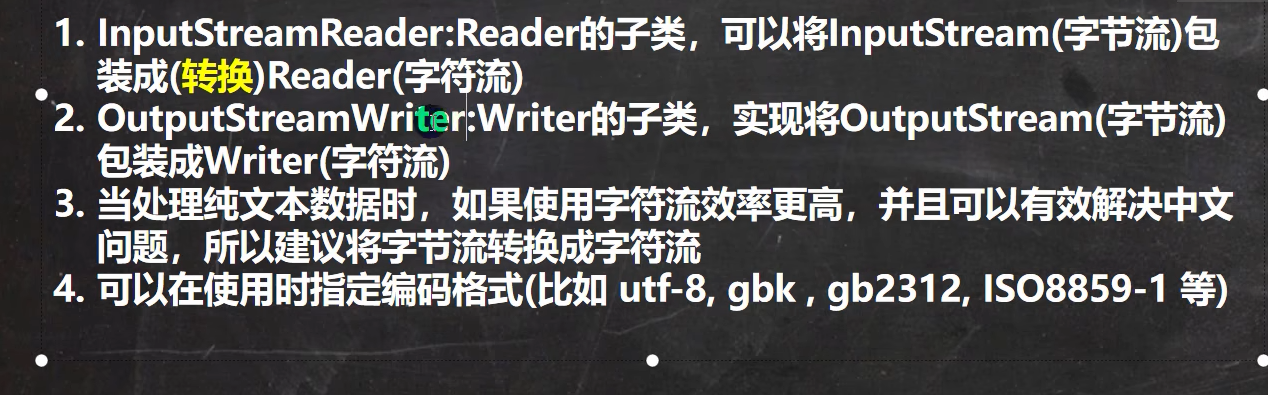 1. InputStreamReader:Reader的子类，可以将InputStream(字节流)包
装成(转换)Reader(字符流)
2. OutputStreamWriter:Writer的子类，实现将OutputStream(字节流)
包装成Writer(字符流)
3. 当处理纯文本数据时，如果使用字符流效率更高，并且可以有效解决中文
问题，所以建议将字节流转换成字符流
4. 可以在使用时指定编码格式(比如 utf-8, gbk , gb2312, ISO8859-1 等)